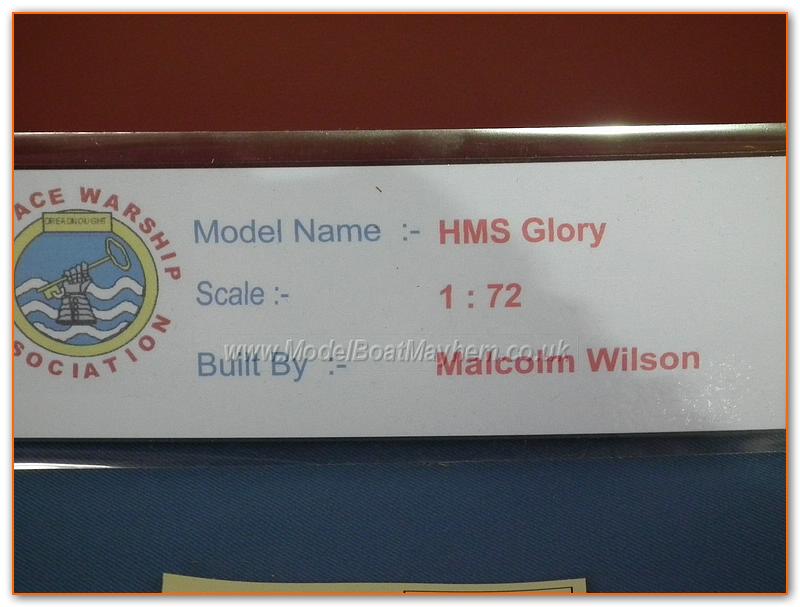 ACE WARSHIP
DREADNOUGHT
SOCIATION
Model Name :- HMS Glory
Scale :- 1 : 72
Built By :- Malcolm Wilson
www.ModelBoatMayhem.co.uk